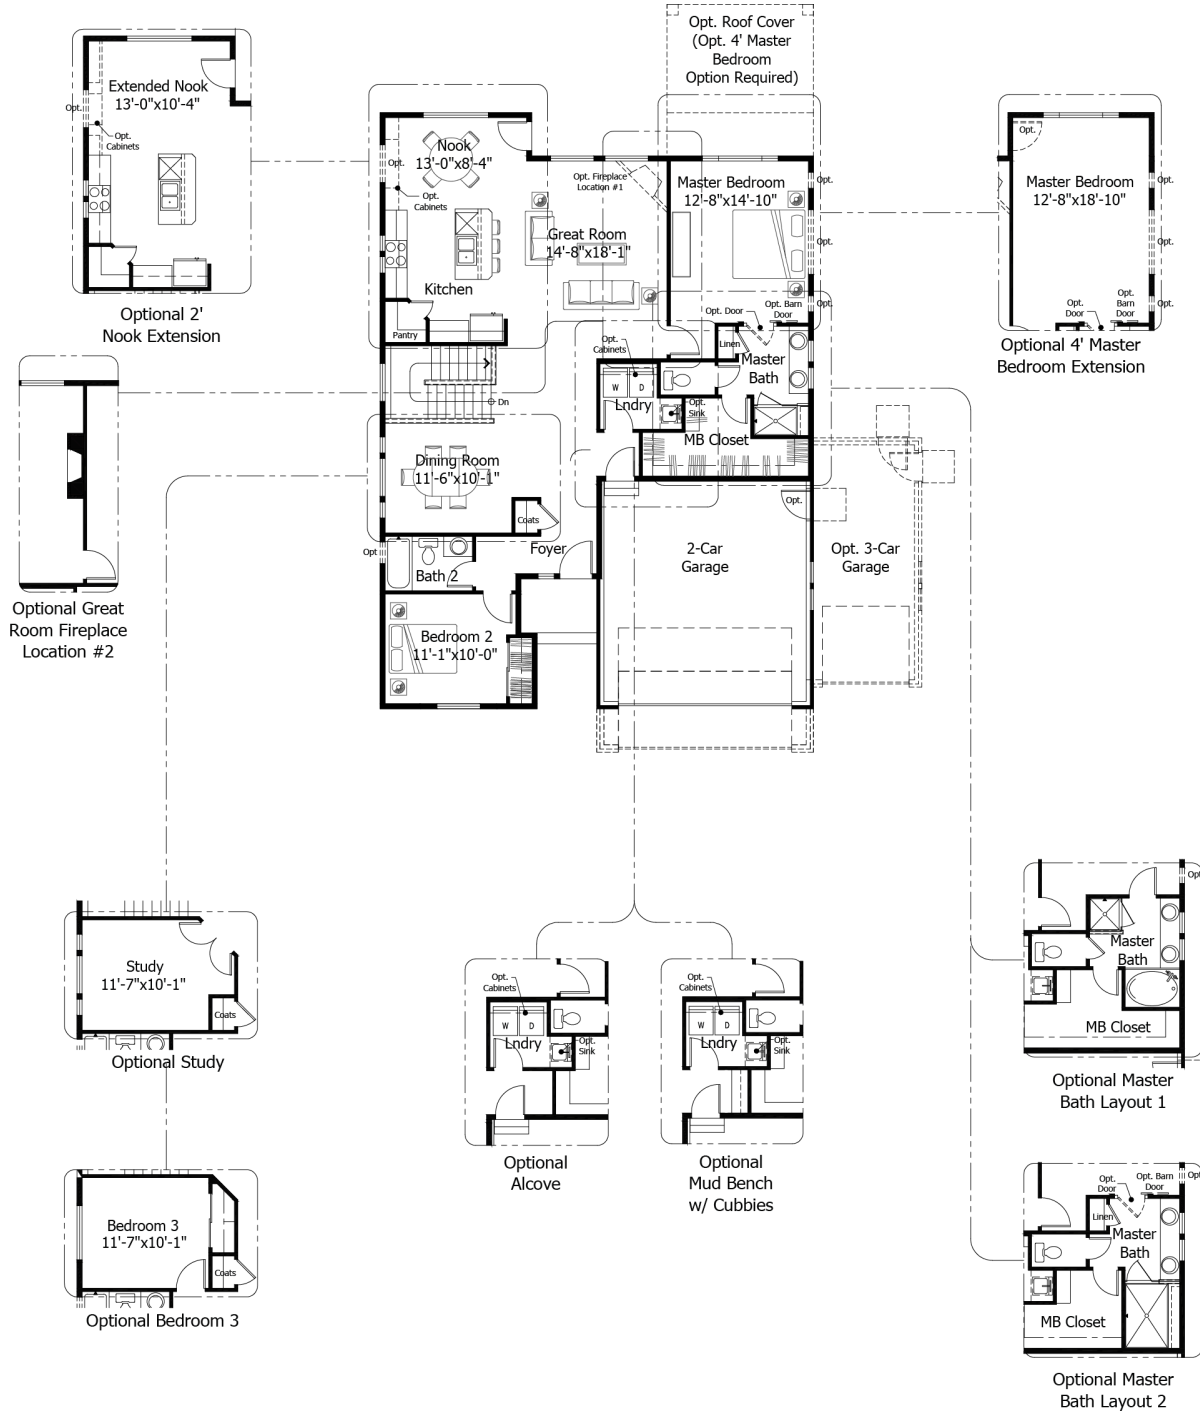 Opt. Roof Cover
(Opt. 4' Master
Bedroom
Option Required)
Extended Nook
13'-0"x10'-4"
Opt.
Opt.
Cabinets
Optional 2'
Nook Extension
Nook
13'-0"x8'-4"
Opt.
Opt.
Cabinets
Kitchen
Pantry
Opt. Fireplace
Location #1
Great Room
14'-8"x18'-1"
Master Bedroom
12'-8"x14'-10"
Opt.
Opt.
Opt.
Opt. Door
Opt. Barn
Door
Opt.
Master Bedroom
12'-8"x18'-10"
Opt.
Opt.
Opt.
Opt.
Door
Opt.
Barn
Door
Optional 4' Master
Bedroom Extension
Opt.
Cabinets
Linen
Master
Bath
W
D
Lndry
Opt.
Sink
MB Closet
Dn
Dining Room
11'-6"x10'-1"
Coats
Foyer
Opt
Bath 2
Bedroom 2
11'-1"x10'-0"
Opt.
2-Car
Garage
Opt. 3-Car
Garage
Optional Great
Room Fireplace
Location #2
Study
11'-7"x10'-1"
Coats
Optional Study
Bedroom 3
11'-7"x10'-1"
Coats
Optional Bedroom 3
Opt.
Cabinets
W
D
Lndry
Opt.
Sink
Optional
Alcove
Opt.
Cabinets
W
D
Lndry
Opt.
Sink
Optional
Mud Bench
w/ Cubbies
Opt
Master
Bath
MB Closet
Optional Master
Bath Layout 1
Opt.
Door
Opt. Barn
Door
Opt
Linen
Master
Bath
MB Closet
Optional Master
Bath Layout 2